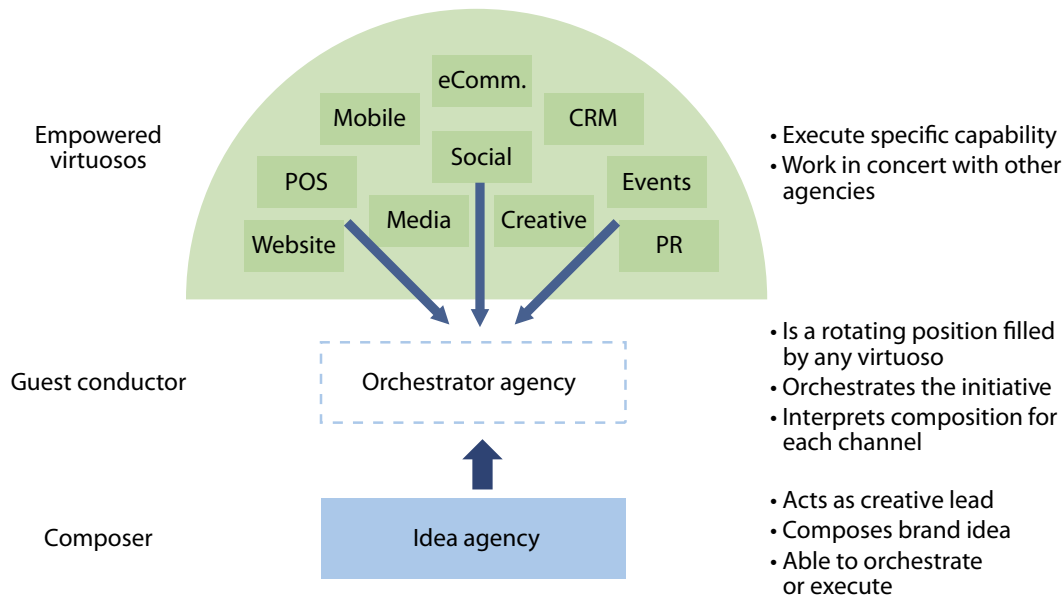 eComm.
Mobile
CRM
Empowered
virtuosos
Social
POS
Events
Media
Creative
Website
PR
• Execute specific capability
• Work in concert with other
agencies
Guest conductor
Orchestrator agency
• Is a rotating position filled
by any virtuoso
• Orchestrates the initiative
• Interprets composition for
each channel
Composer
Idea agency
• Acts as creative lead
• Composes brand idea
• Able to orchestrate
or execute